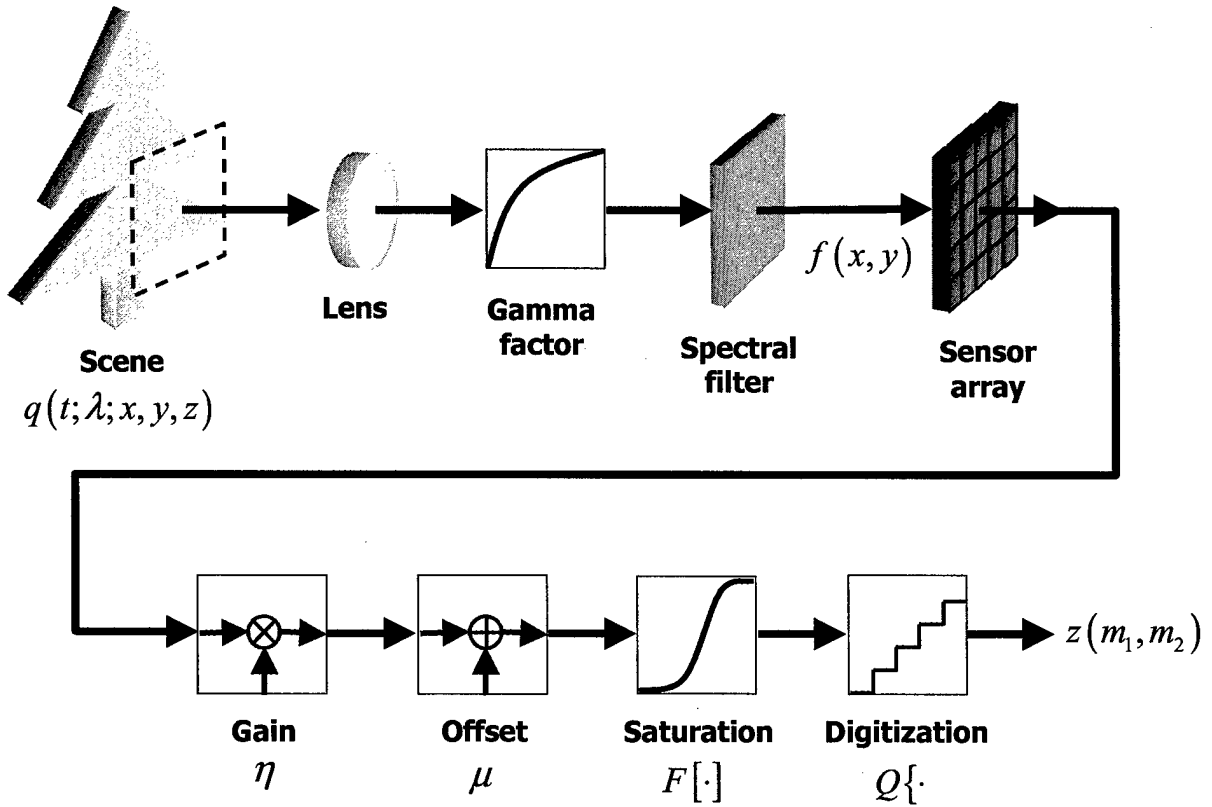 f(x, y)
Lens
Gamma
factor
Spectral
filter
Sensor
array
Scene
q(t;λ;x, y,z)
z(m₁,m₂)
Gain
Offset
Saturation
Digitization
η
μ
F[·]
Q{·